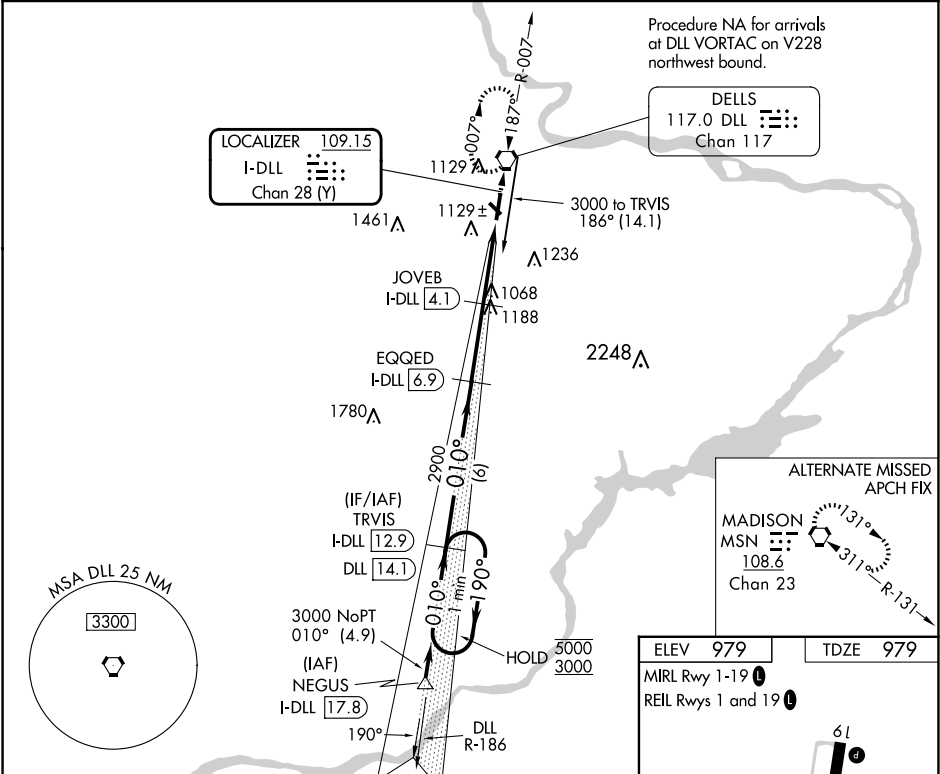 Procedure NA for arrivals
at DLL VORTAC on V228
northwest bound.
R-007
187°
007°
DELLS
117.0 DLL
Chan 117
LOCALIZER 109.15
I-DLL
Chan 28 (Y)
1129
1129 ±
1461
3000 to TRVIS
186° (14.1)
1236
JOVEB
I-DLL 4.1
1068
1188
2248
EQQED
I-DLL 6.9
1780
2900
010°
(6)
(IF/IAF)
TRVIS
I-DLL 12.9
DLL 14.1
010°
1 min
190°
3000 NoPT
010° (4.9)
(IAF)
NEGUS
I-DLL 17.8
HOLD 5000
3000
190°
DLL
R-186
MSA DLL 25 NM
3300
ALTERNATE MISSED
APCH FIX
MADISON
MSN
108.6
Chan 23
131°
311°
R-131
ELEV 979
TDZE 979
MIRL Rwy 1-19 L
REIL Rwys 1 and 19 L
19
P